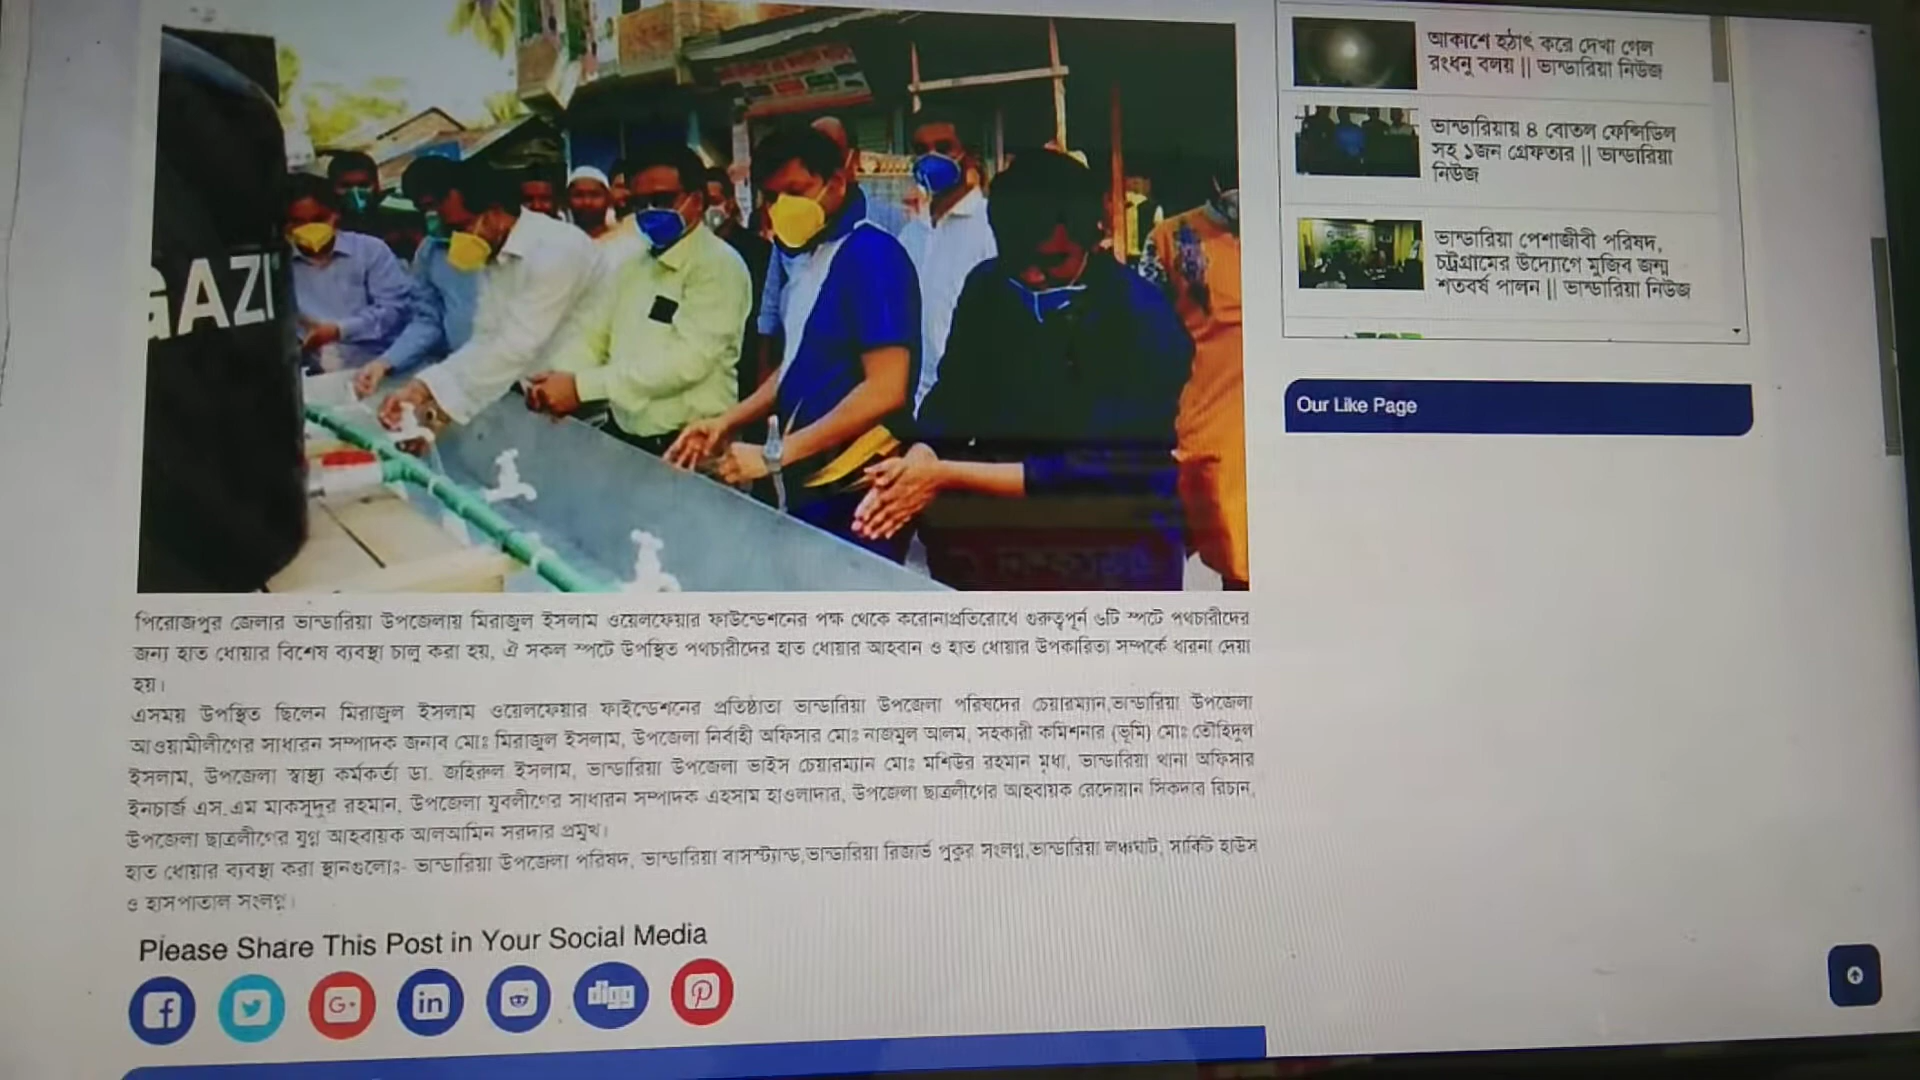 GAZI
পিরোজপুর জেলার ভান্ডারিয়া উপজেলায় মিরাজুল ইসলাম ওয়েলফেয়ার ফাউন্ডেশনের পক্ষ থেকে করোনাপ্রতিরোধে গুরুত্বপূর্ন ৬টি স্পটে পথচারীদের
জন্য হাত ধোয়ার বিশেষ ব্যবস্থা চালু করা হয়, ঐ সকল স্পটে উপস্থিত পথচারীদের হাত ধোয়ার আহবান ও হাত ধোয়ার উপকারিতা সম্পর্কে ধারনা দেয়া
হয়।
এসময় উপস্থিত ছিলেন মিরাজুল ইসলাম ওয়েলফেয়ার ফাইন্ডেশনের প্রতিষ্ঠাতা ভান্ডারিয়া উপজেলা পরিষদের চেয়ারম্যান,ভান্ডারিয়া উপজেলা
আওয়ামীলীগের সাধারন সম্পাদক জনাব মোঃ মিরাজুল ইসলাম, উপজেলা নির্বাহী অফিসার মোঃ নাজমুল আলম, সহকারী কমিশনার (ভূমি) মোঃ তৌহিদুল
ইসলাম, উপজেলা স্বাস্থ্য কর্মকর্তা ডা. জহিরুল ইসলাম, ভান্ডারিয়া উপজেলা ভাইস চেয়ারম্যান মোঃ মশিউর রহমান মৃধা, ভান্ডারিয়া থানা অফিসার
ইনচার্জ এস.এম মাকসুদুর রহমান, উপজেলা যুবলীগের সাধারন সম্পাদক এহসাম হাওলাদার, উপজেলা ছাত্রলীগের আহবায়ক রেদোয়ান সিকদার রিচান,
উপজেলা ছাত্রলীগের যুগ্ন আহবায়ক আলআমিন সরদার প্রমুখ।
হাত ধোয়ার ব্যবস্থা করা স্থানগুলোঃ- ভান্ডারিয়া উপজেলা পরিষদ, ভান্ডারিয়া বাসস্ট্যান্ড,ভান্ডারিয়া রিজার্ভ পুকুর সংলগ্ন,ভান্ডারিয়া লঞ্চঘাট, সার্কিট হাউস
ও হাসপাতাল সংলগ্ন।
Please Share This Post in Your Social Media
আকাশে হঠাৎ করে দেখা গেল
রংধনু বলয় || ভান্ডারিয়া নিউজ
ভান্ডারিয়ায় ৪ বোতল ফেন্সিডিল
সহ ১জন গ্রেফতার || ভান্ডারিয়া
নিউজ
ভান্ডারিয়া পেশাজীবী পরিষদ,
চট্রগ্রামের উদ্যোগে মুজিব জন্ম
শতবর্ষ পালন || ভান্ডারিয়া নিউজ
Our Like Page